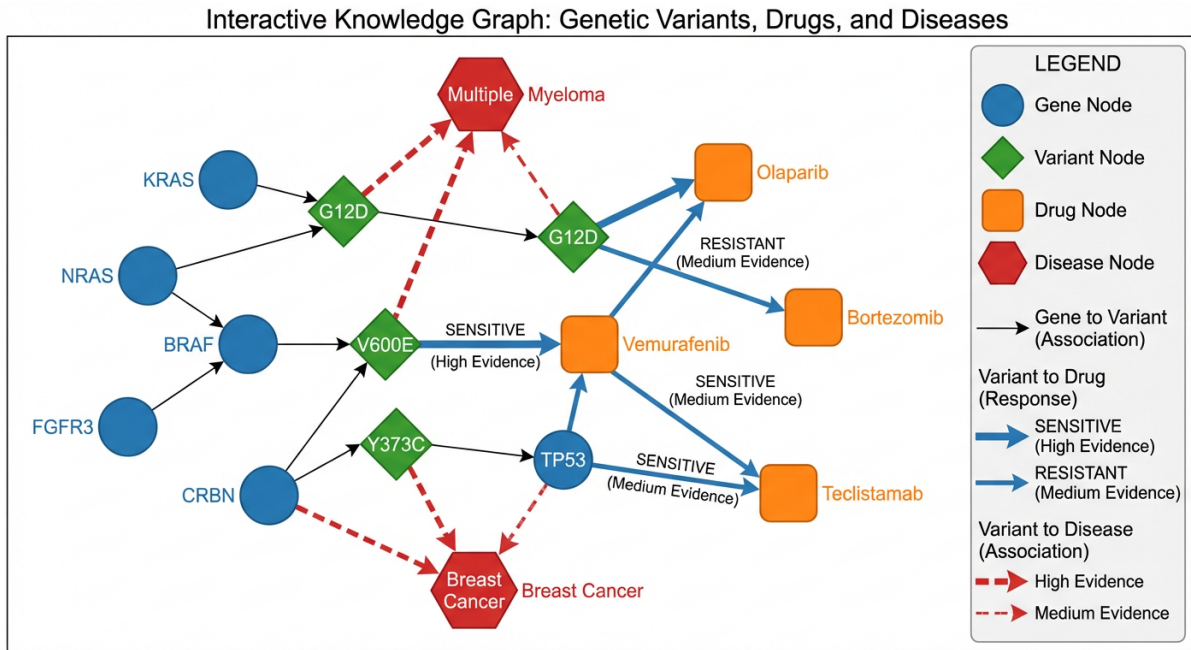 Interactive Knowledge Graph: Genetic Variants, Drugs, and Diseases
Multiple Myeloma
KRAS
G12D
Olaparib
G12D
RESISTANT
(Medium Evidence)
NRAS
Bortezomib
BRAF
V600E
SENSITIVE
(High Evidence)
Vemurafenib
SENSITIVE
(Medium Evidence)
FGFR3
Y373C
TP53
SENSITIVE
(Medium Evidence)
CRBN
Teclistamab
Breast
Cancer
Breast Cancer
LEGEND
Gene Node
Variant Node
Drug Node
Disease Node
Gene to Variant
(Association)
Variant to Drug
(Response)
SENSITIVE
(High Evidence)
RESISTANT
(Medium Evidence)
Variant to Disease
(Association)
High Evidence
Medium Evidence